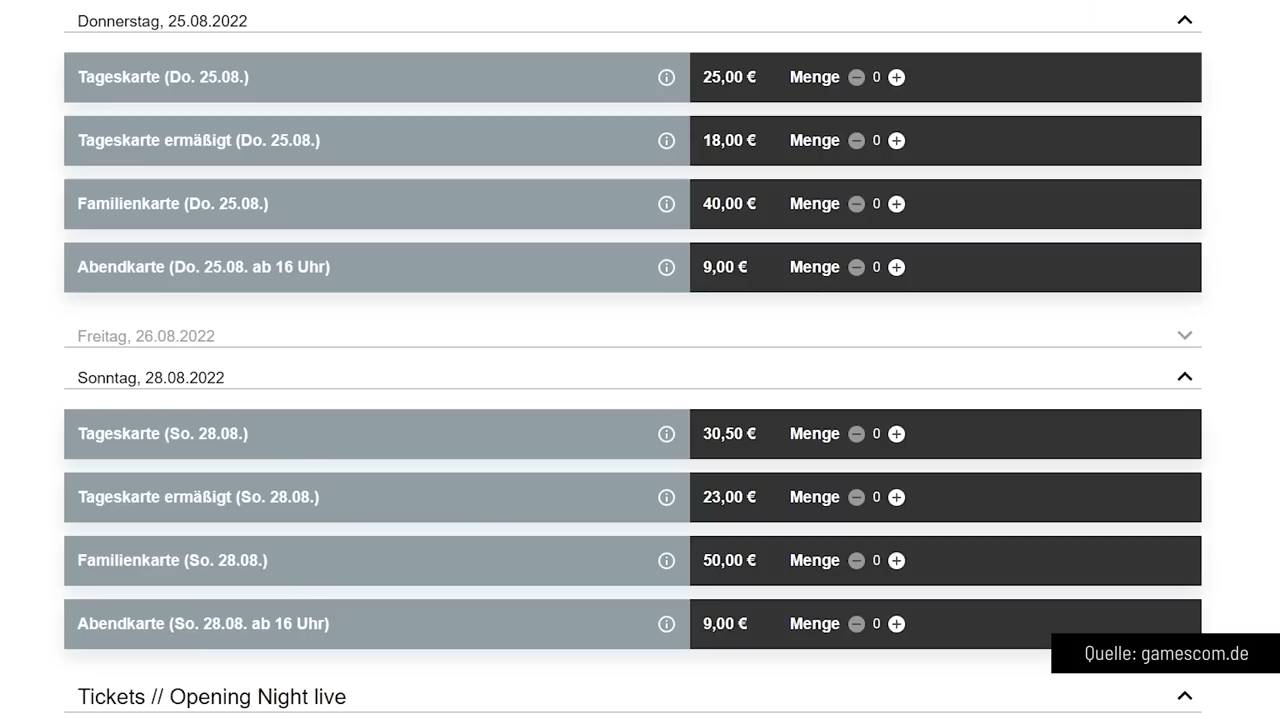 Donnerstag, 25.08.2022
Tageskarte (Do. 25.08.) 25,00 € Menge 0
Tageskarte ermäßigt (Do. 25.08.) 18,00 € Menge 0
Familienkarte (Do. 25.08.) 40,00 € Menge 0
Abendkarte (Do. 25.08. ab 16 Uhr) 9,00 € Menge 0
Freitag, 26.08.2022
Sonntag, 28.08.2022
Tageskarte (So. 28.08.) 30,50 € Menge 0
Tageskarte ermäßigt (So. 28.08.) 23,00 € Menge 0
Familienkarte (So. 28.08.) 50,00 € Menge 0
Abendkarte (So. 28.08. ab 16 Uhr) 9,00 € Menge 0
Quelle: gamescom.de
Tickets // Opening Night live